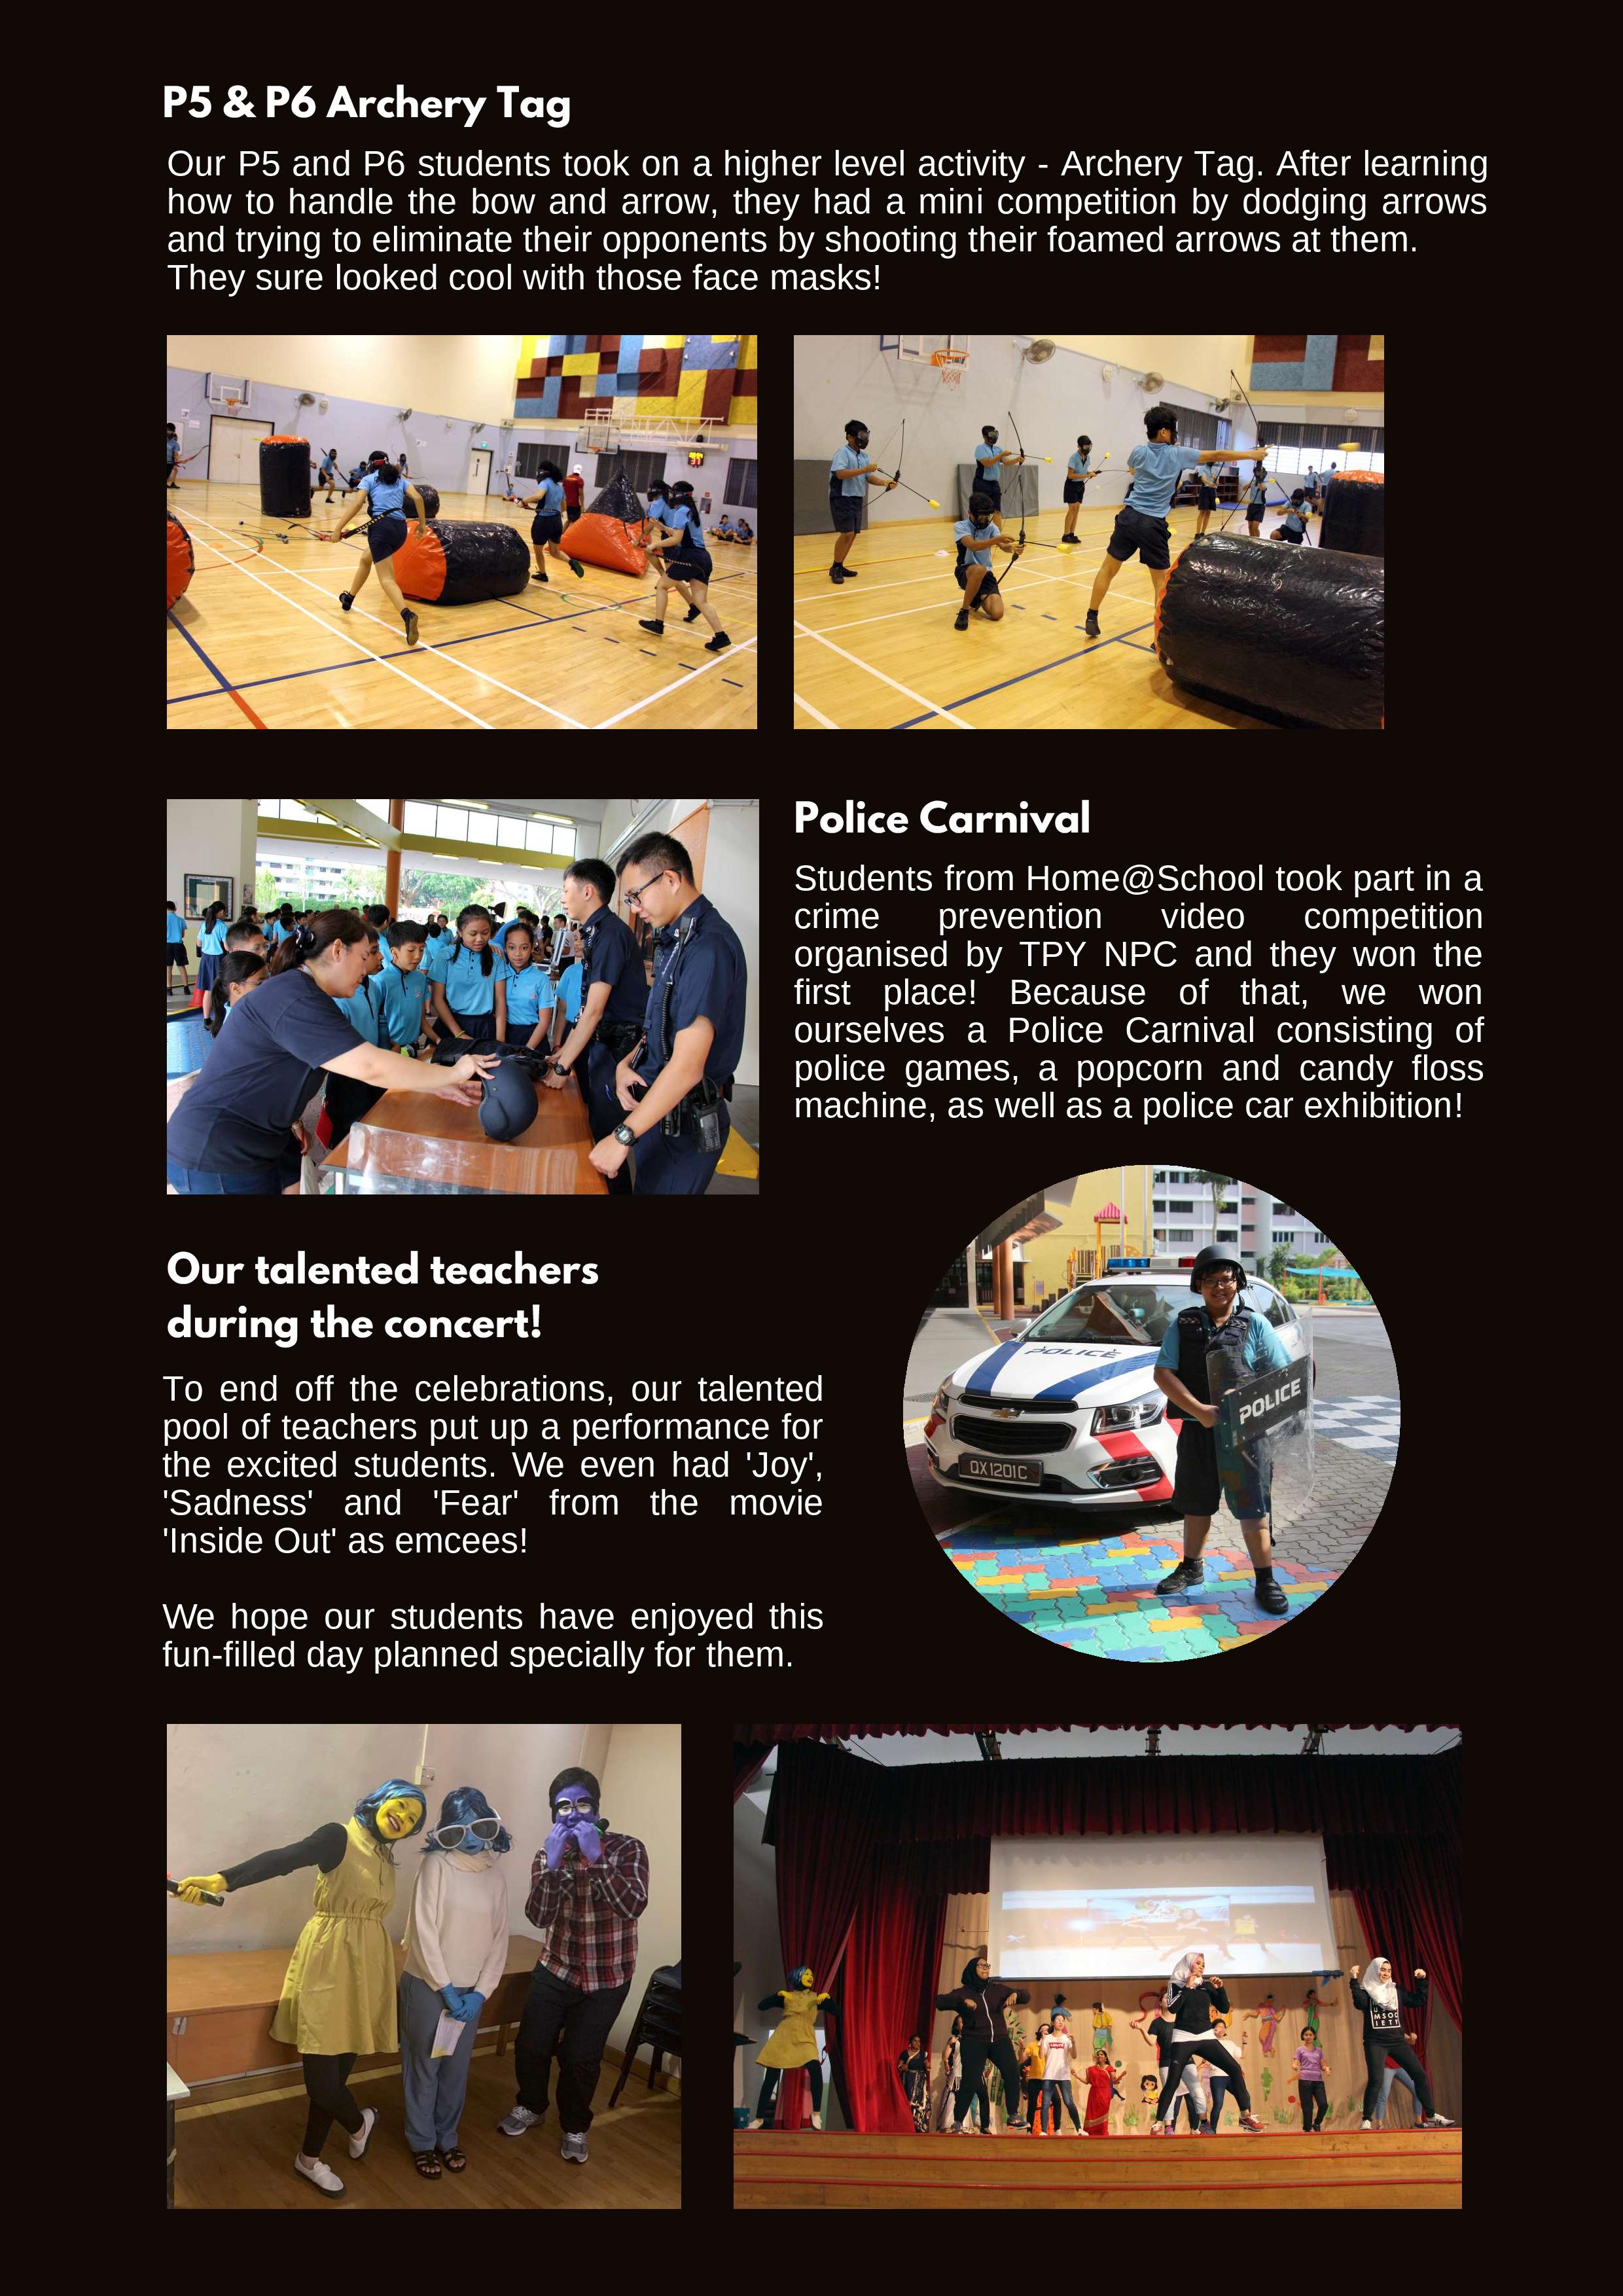 P5 & P6 Archery Tag
Our P5 and P6 students took on a higher level activity - Archery Tag. After learning
how to handle the bow and arrow, they had a mini competition by dodging arrows
and trying to eliminate their opponents by shooting their foamed arrows at them.
They sure looked cool with those face masks!
Police Carnival
Students from Home@School took part in a
crime prevention video competition
organised by TPY NPC and they won the
first place! Because of that, we won
ourselves a Police Carnival consisting of
police games, a popcorn and candy floss
machine, as well as a police car exhibition!
POLICE
POLICE
QX1201C
Our talented teachers
during the concert!
To end off the celebrations, our talented
pool of teachers put up a performance for
the excited students. We even had 'Joy',
'Sadness' and 'Fear' from the movie
'Inside Out' as emcees!
We hope our students have enjoyed this
fun-filled day planned specially for them.